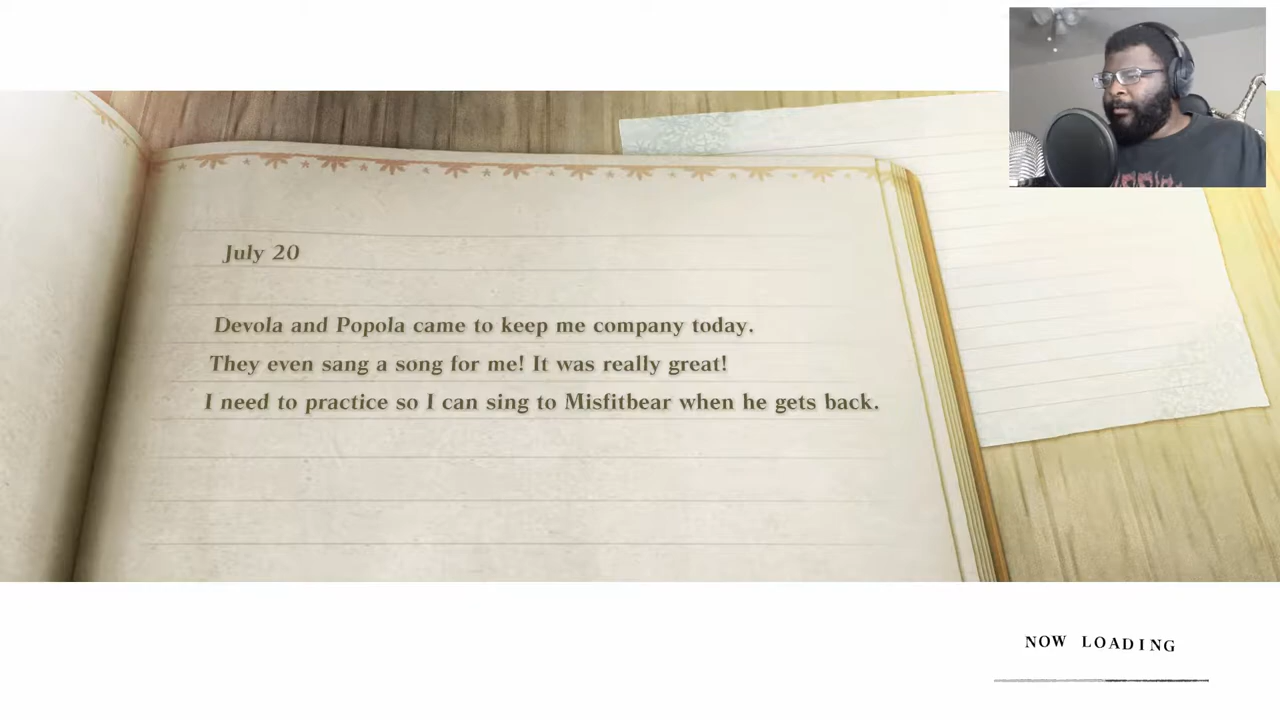 July 20
Devola and Popola came to keep me company today.
They even sang a song for me! It was really great!
I need to practice so I can sing to Misfitbear when he gets back.
NOW LOADING